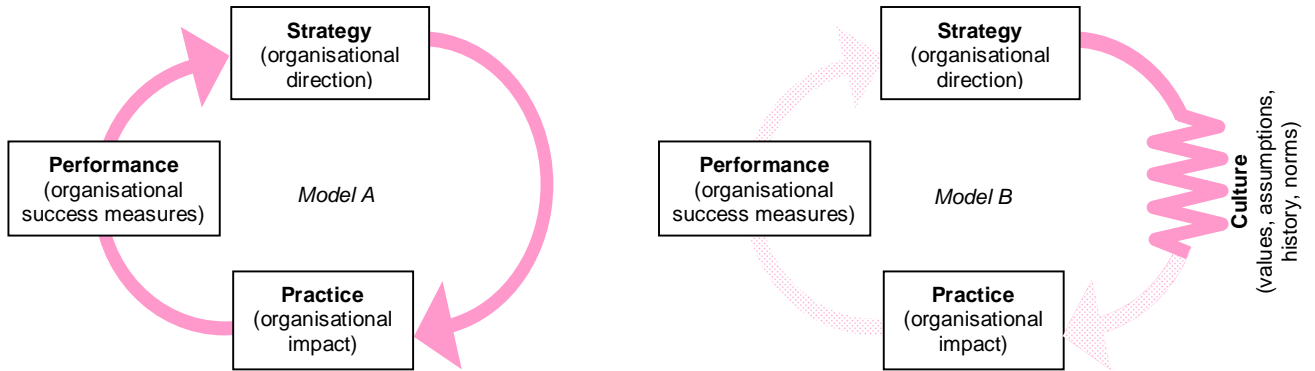 Strategy
(organisational
direction)
Performance
(organisational
success measures)
Model A
Practice
(organisational
impact)
Strategy
(organisational
direction)
Performance
(organisational
success measures)
Model B
Practice
(organisational
impact)
Culture
(values, assumptions,
history, norms)